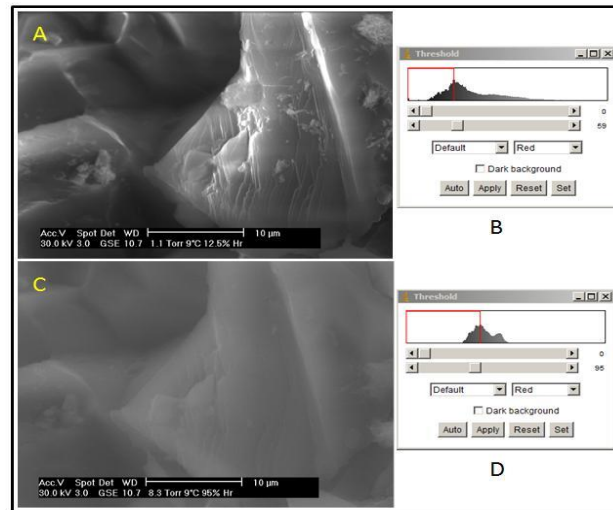 A
Acc.V Spot Det WD 10 µm
30.0 kV 3.0 GSE 10.7 1.1 Torr 9°C 12.5% Hr
Threshold
0
59
Default Red
Dark background
Auto Apply Reset Set
B
C
Acc.V Spot Det WD 10 µm
30.0 kV 3.0 GSE 10.7 8.3 Torr 9°C 95% Hr
Threshold
0
95
Default Red
Dark background
Auto Apply Reset Set
D